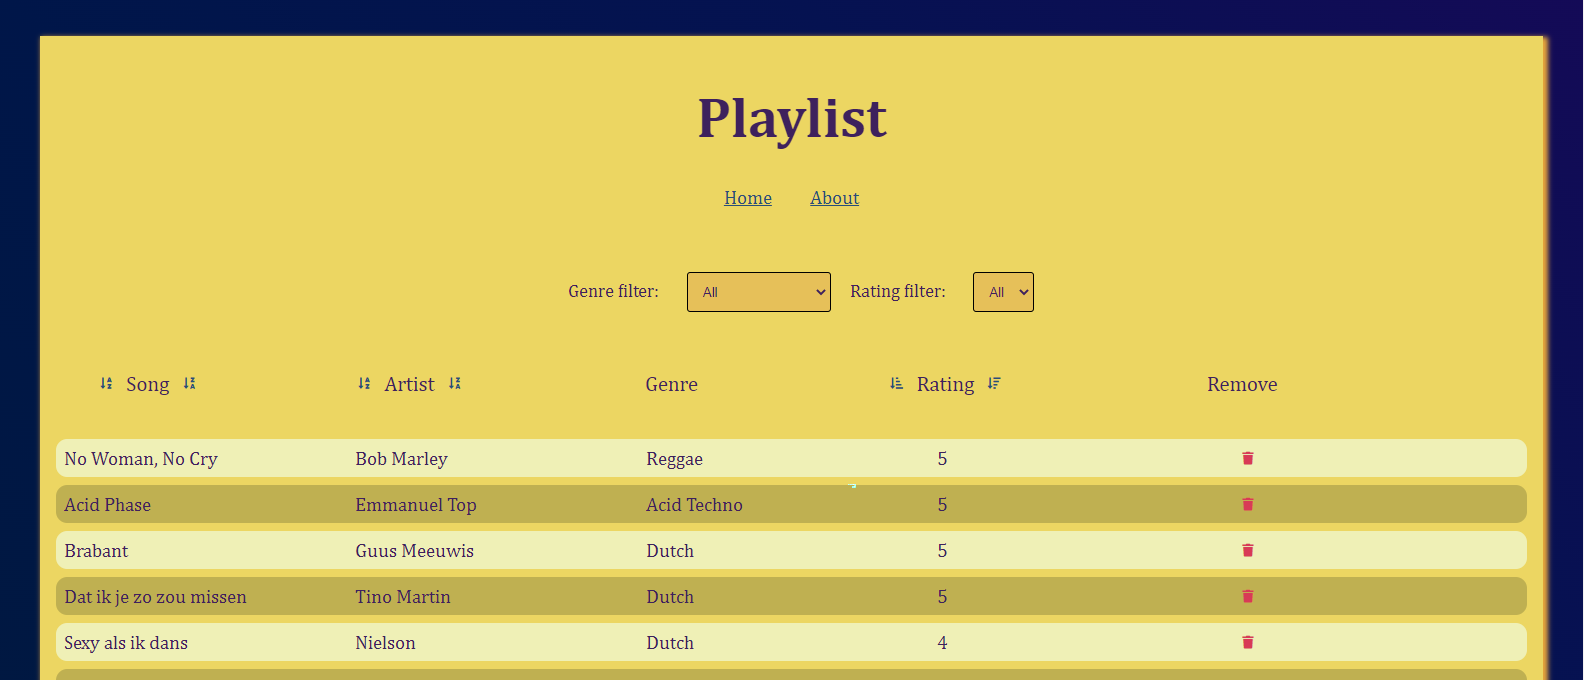 Playlist
Home About
Genre filter: All Rating filter: All
Song Artist Genre Rating Remove
No Woman, No Cry Bob Marley Reggae 5
Acid Phase Emmanuel Top Acid Techno 5
Brabant Guus Meeuwis Dutch 5
Dat ik je zo zou missen Tino Martin Dutch 5
Sexy als ik dans Nielson Dutch 4